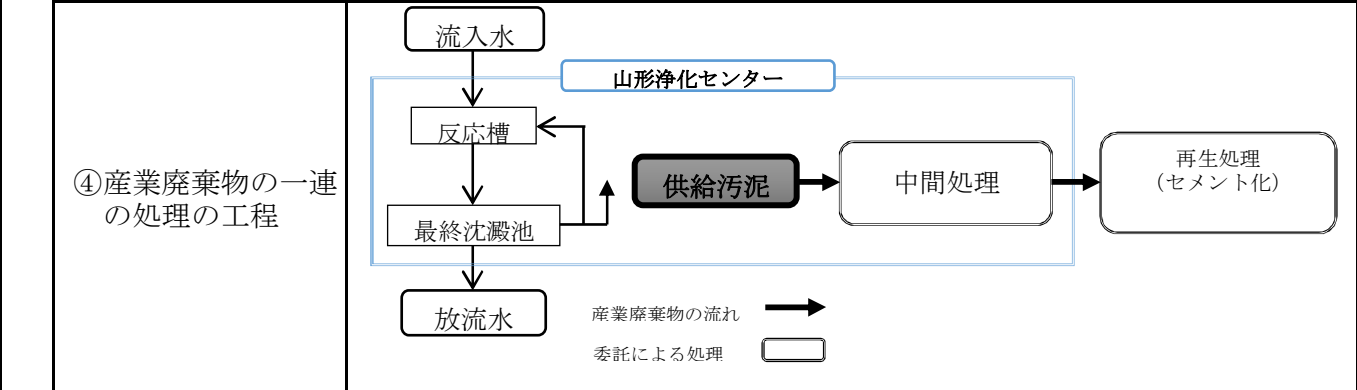 ④産業廃棄物の一連
の処理の工程
流入水
山形浄化センター
反応槽
最終沈澱池
放流水
供給汚泥
中間処理
再生処理
（セメント化）
産業廃棄物の流れ
委託による処理